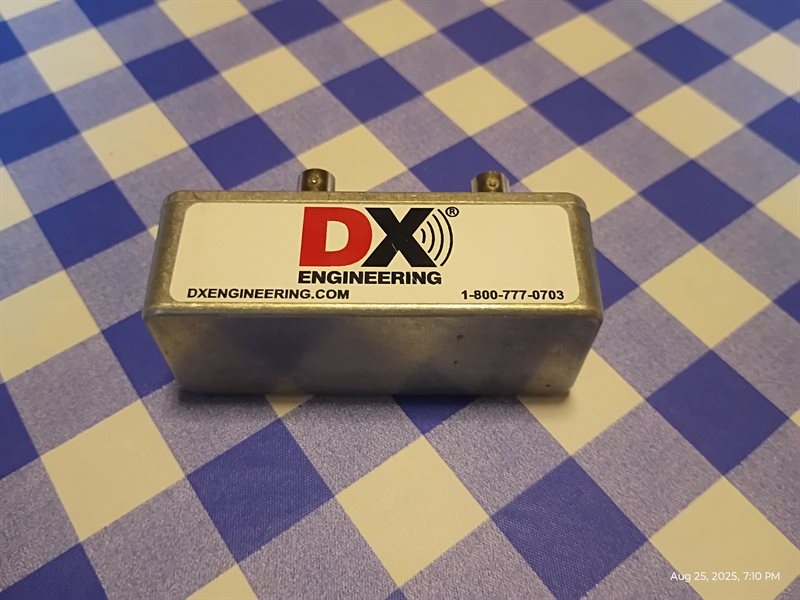 DX®
ENGINEERING
DXENGINEERING.COM 1-800-777-0703
Aug 25, 2025, 7:10 PM